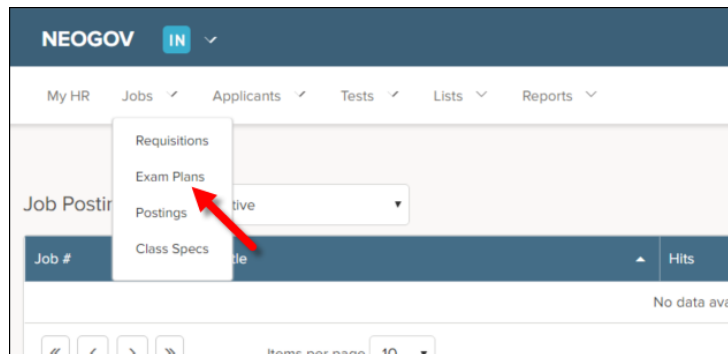 NEOGOV IN
My HR Jobs Applicants Tests Lists Reports
Requisitions
Exam Plans
Job Postin tive
Postings
Class Specs
Job # tle Hits
No data ava
Items per page 10